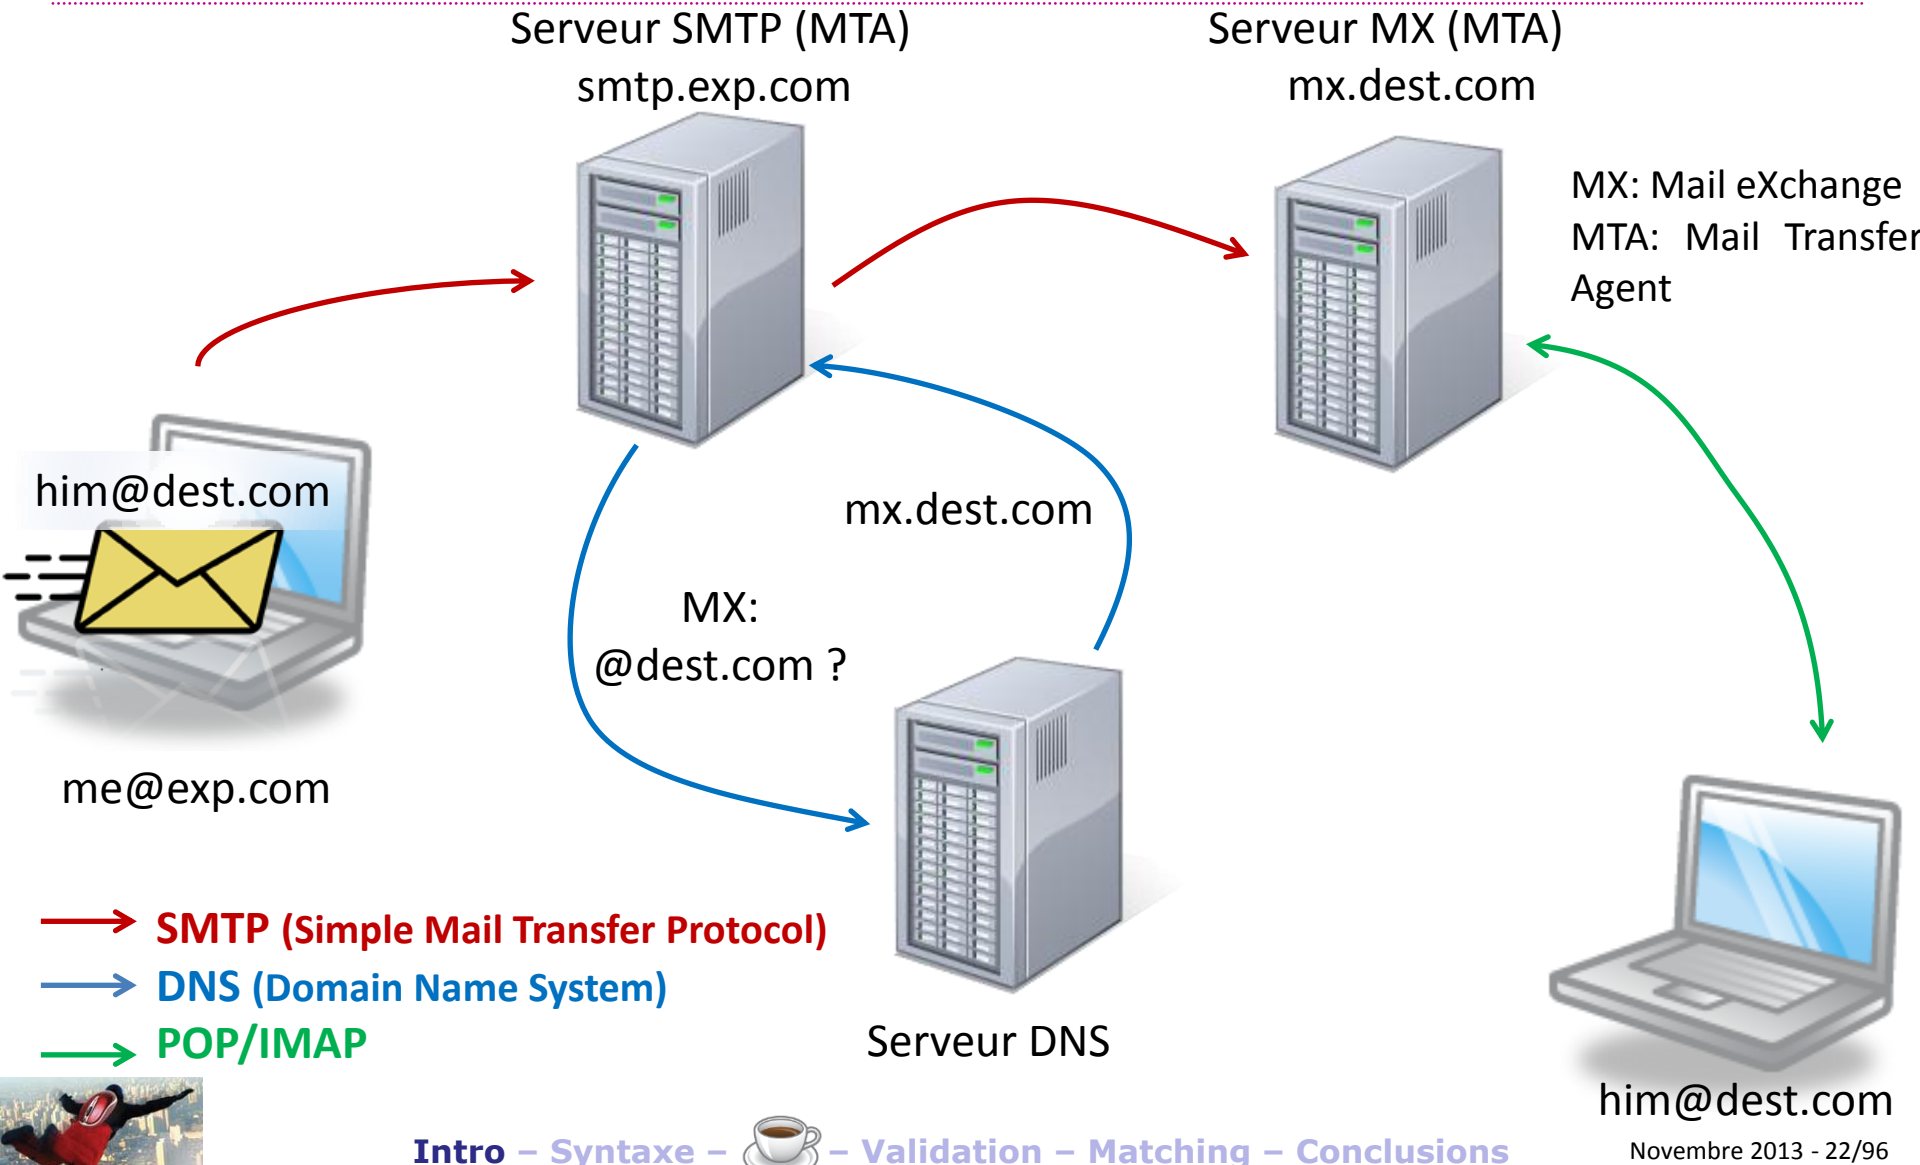 Serveur SMTP (MTA)
smtp.exp.com
Serveur MX (MTA)
mx.dest.com
MX: Mail eXchange
MTA: Mail Transfer
Agent
him@dest.com
me@exp.com
mx.dest.com
MX:
@dest.com ?
Serveur DNS
SMTP (Simple Mail Transfer Protocol)
DNS (Domain Name System)
POP/IMAP
him@dest.com
Intro – Syntaxe – – Validation – Matching – Conclusions
Novembre 2013 - 22/96